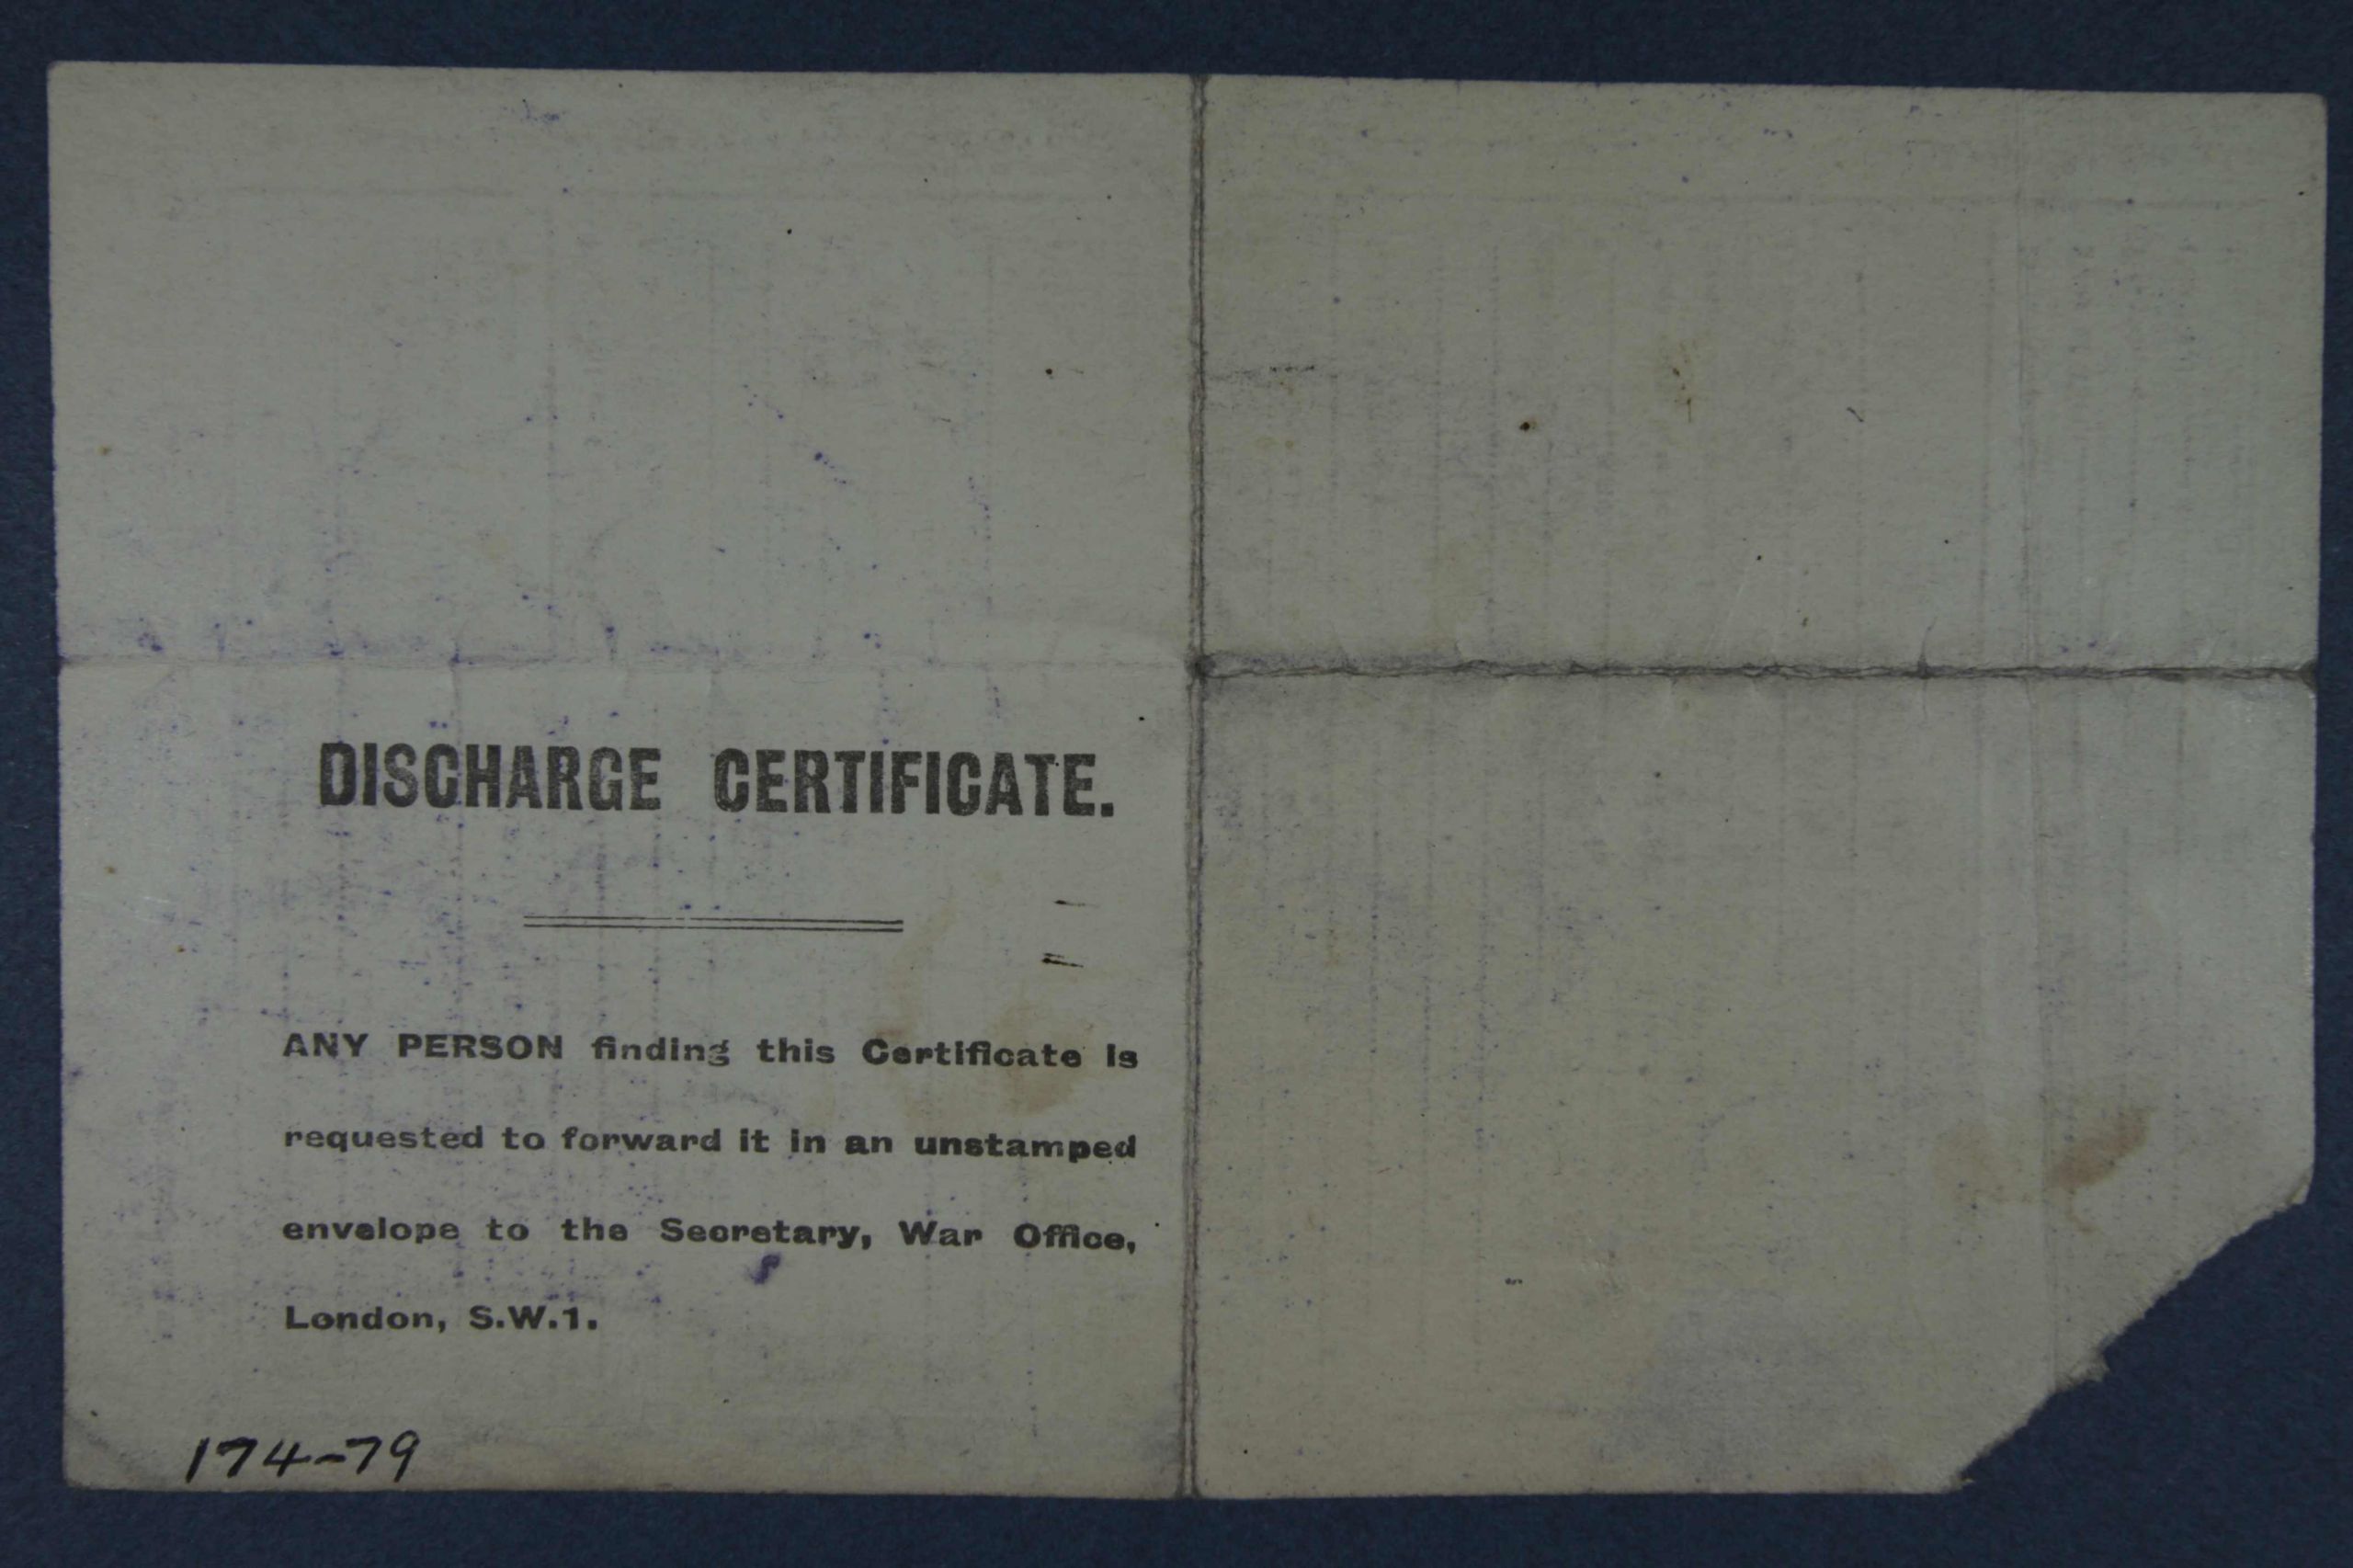 DISCHARGE CERTIFICATE.
ANY PERSON finding this Certificate is
requested to forward it in an unstamped
envelope to the Secretary, War Office,
London, S.W.1.
174-79